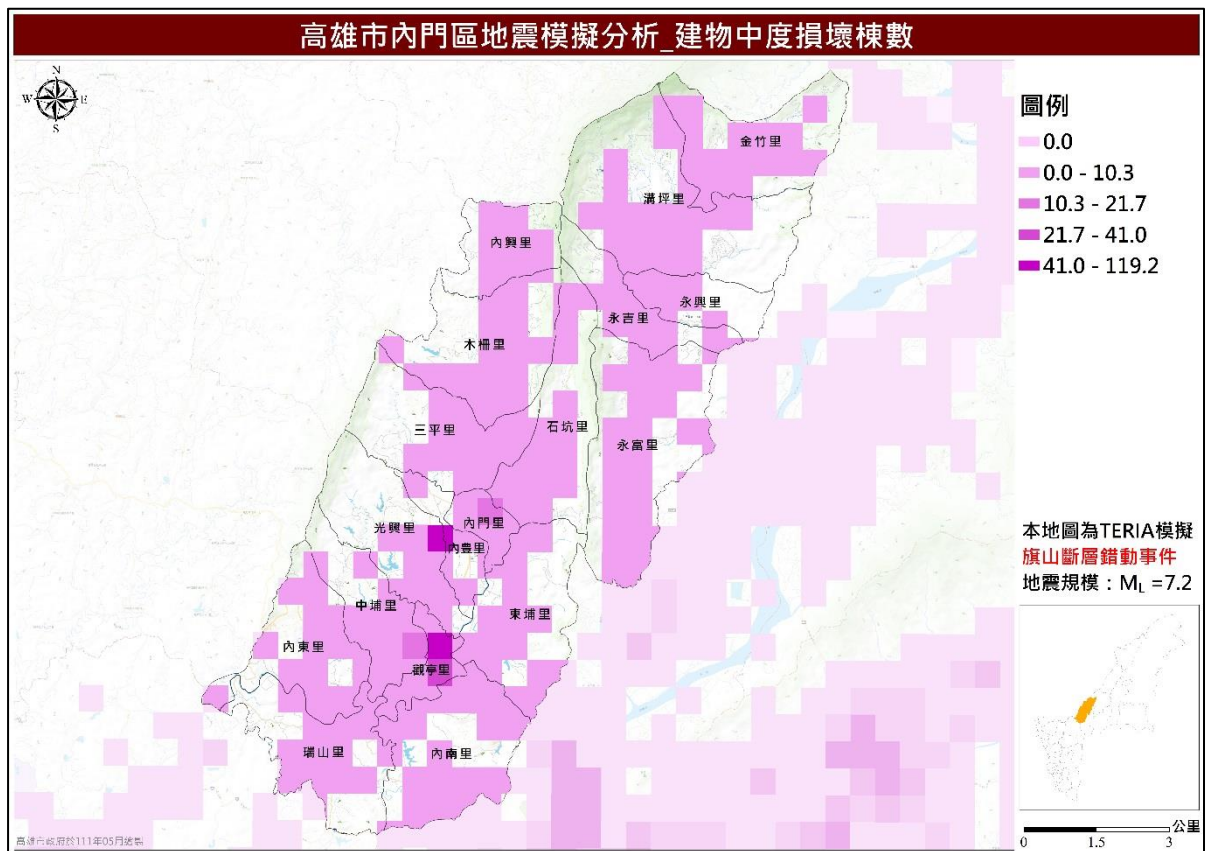 高雄市內門區地震模擬分析_建物中度損壞棟數
N
W
E
S
圖例
0.0
0.0 - 10.3
10.3 - 21.7
21.7 - 41.0
41.0 - 119.2
金竹里
溝坪里
內興里
永興里
永吉里
木柵里
三平里
石坑里
永富里
光興里
內門里
內豊里
中埔里
東埔里
內東里
觀亭里
瑞山里
內南里
本地圖為TERIA模擬
旗山斷層錯動事件
地震規模：ML =7.2
公里
0 1.5 3
高雄市政府於111年05月繪製